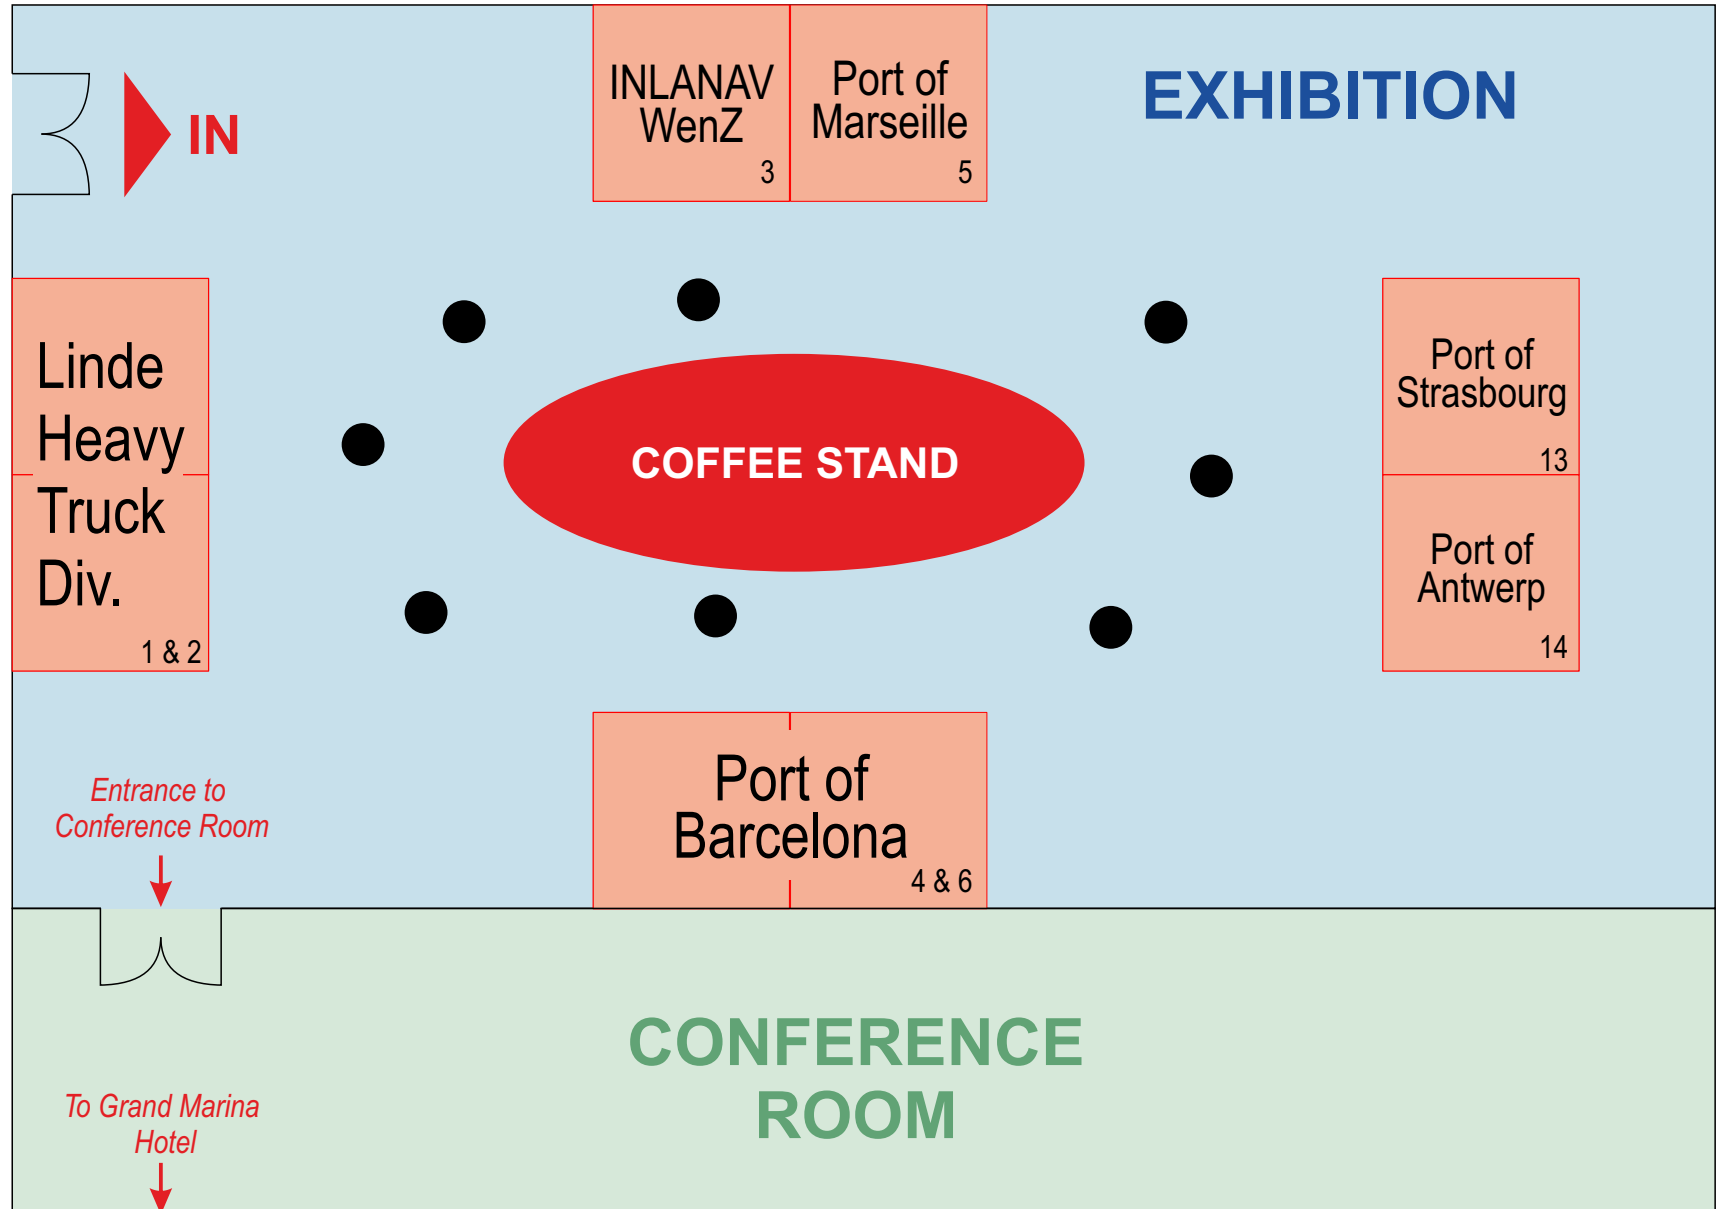 IN
INLANAV
WenZ
3
Port of
Marseille
5
EXHIBITION
Linde
Heavy
Truck
Div.
1 & 2
COFFEE STAND
Port of
Strasbourg
13
Port of
Antwerp
14
Port of
Barcelona
4 & 6
Entrance to
Conference Room
CONFERENCE
ROOM
To Grand Marina
Hotel